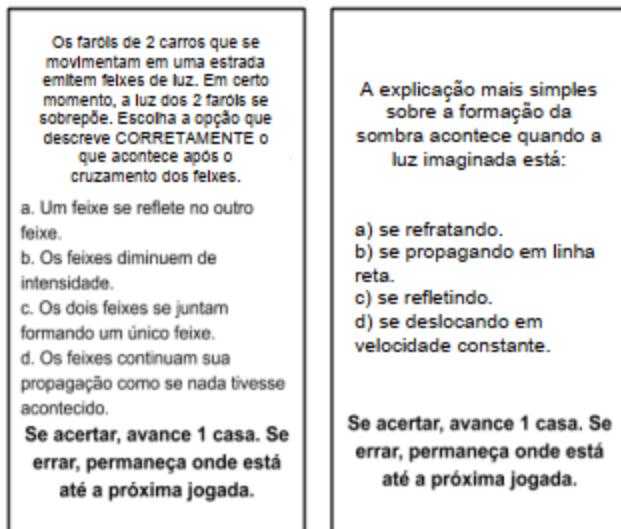 Os faróis de 2 carros que se
movimentam em uma estrada
emitem feixes de luz. Em certo
momento, a luz dos 2 faróis se
sobrepõe. Escolha a opção que
descreve CORRETAMENTE o
que acontece após o
cruzamento dos feixes.
a. Um feixe se reflete no outro
feixe.
b. Os feixes diminuem de
intensidade.
c. Os dois feixes se juntam
formando um único feixe.
d. Os feixes continuam sua
propagação como se nada tivesse
acontecido.
Se acertar, avance 1 casa. Se
errar, permaneça onde está
até a próxima jogada.
A explicação mais simples
sobre a formação da
sombra acontece quando a
luz imaginada está:
a) se refratando.
b) se propagando em linha
reta.
c) se refletindo.
d) se deslocando em
velocidade constante.
Se acertar, avance 1 casa. Se
errar, permaneça onde está
até a próxima jogada.